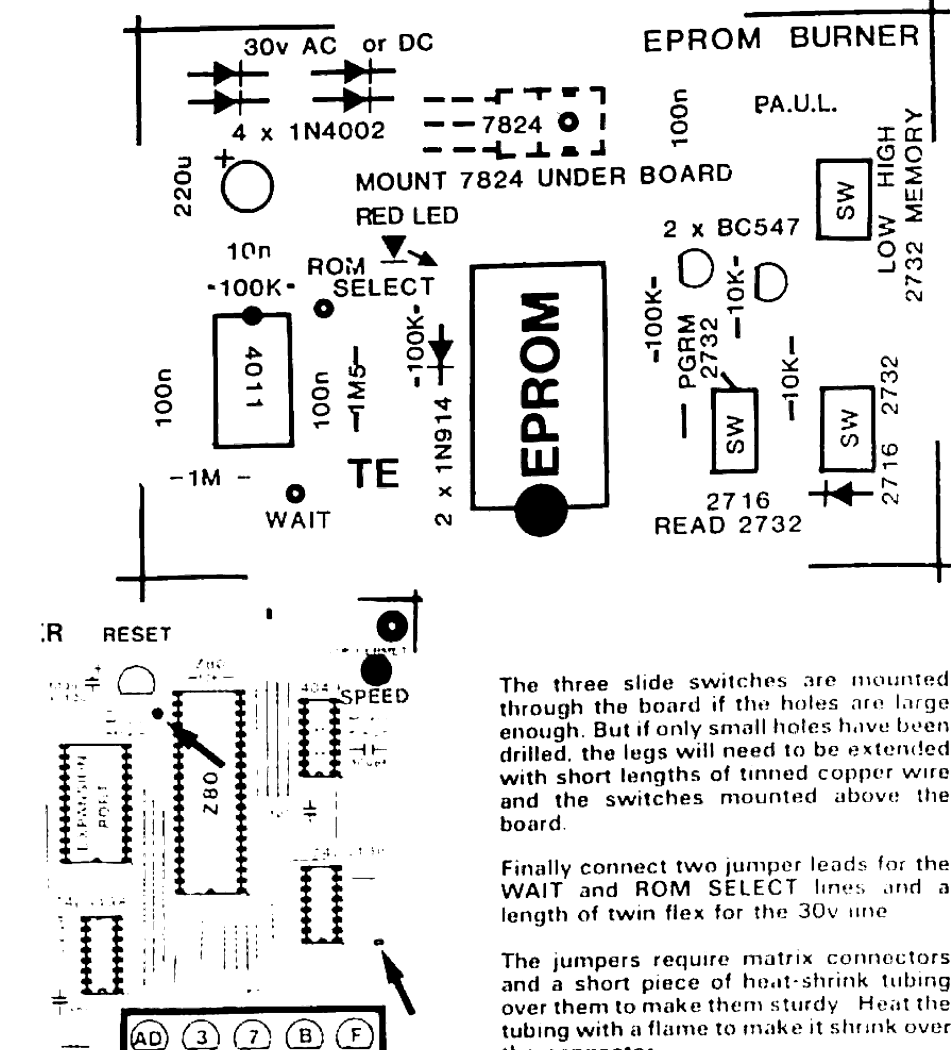 30v AC or DC
EPROM BURNER
4 x 1N4002
7824
100n
PA.U.L.
220u
+
MOUNT 7824 UNDER BOARD
RED LED
SW
LOW HIGH
2732 MEMORY
2 x BC547
10n
ROM
SELECT
-100K-
4011
100n
100n
1M5
-100K-
2 x 1N914
EPROM
-100K-
PGRM
2732
-10K-
-10K-
SW
SW
2716 2732
-1M-
TE
WAIT
2716
READ 2732
RESET
SPEED
Z80
EXPANSION
PORT
Z80
AD 3 7 B F
The three slide switches are mounted
through the board if the holes are large
enough. But if only small holes have been
drilled, the legs will need to be extended
with short lengths of tinned copper wire
and the switches mounted above the
board.
Finally connect two jumper leads for the
WAIT and ROM SELECT lines and a
length of twin flex for the 30v line
The jumpers require matrix connectors
and a short piece of heat-shrink tubing
over them to make them sturdy Heat the
tubing with a flame to make it shrink over